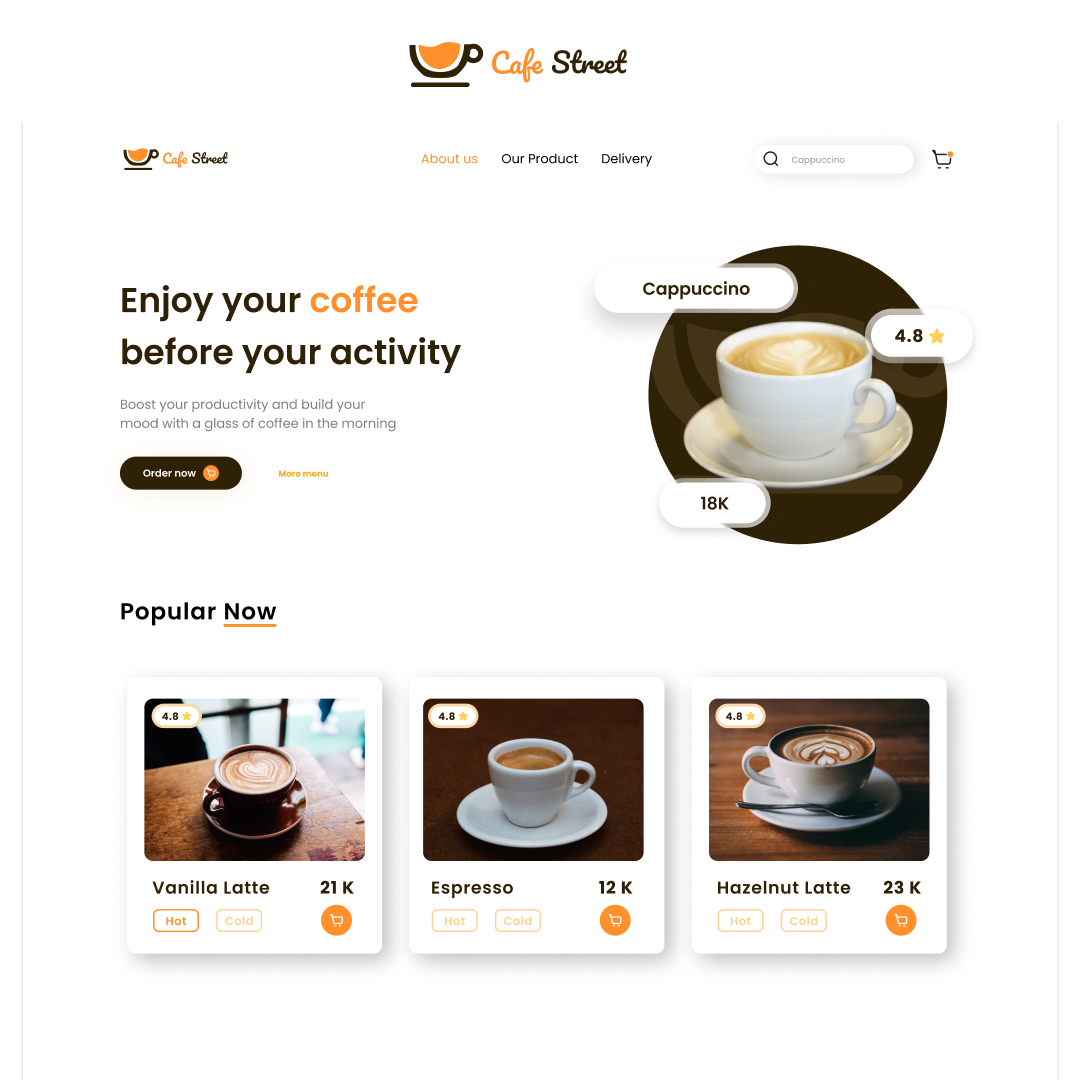 Cafe Street
Cafe Street
About us
Our Product
Delivery
Cappuccino
Enjoy your coffee
before your activity
Boost your productivity and build your
mood with a glass of coffee in the morning
Order now
More menu
Cappuccino
4.8
18K
Popular Now
4.8
Vanilla Latte
21 K
Hot
Cold
4.8
Espresso
12 K
Hot
Cold
4.8
Hazelnut Latte
23 K
Hot
Cold